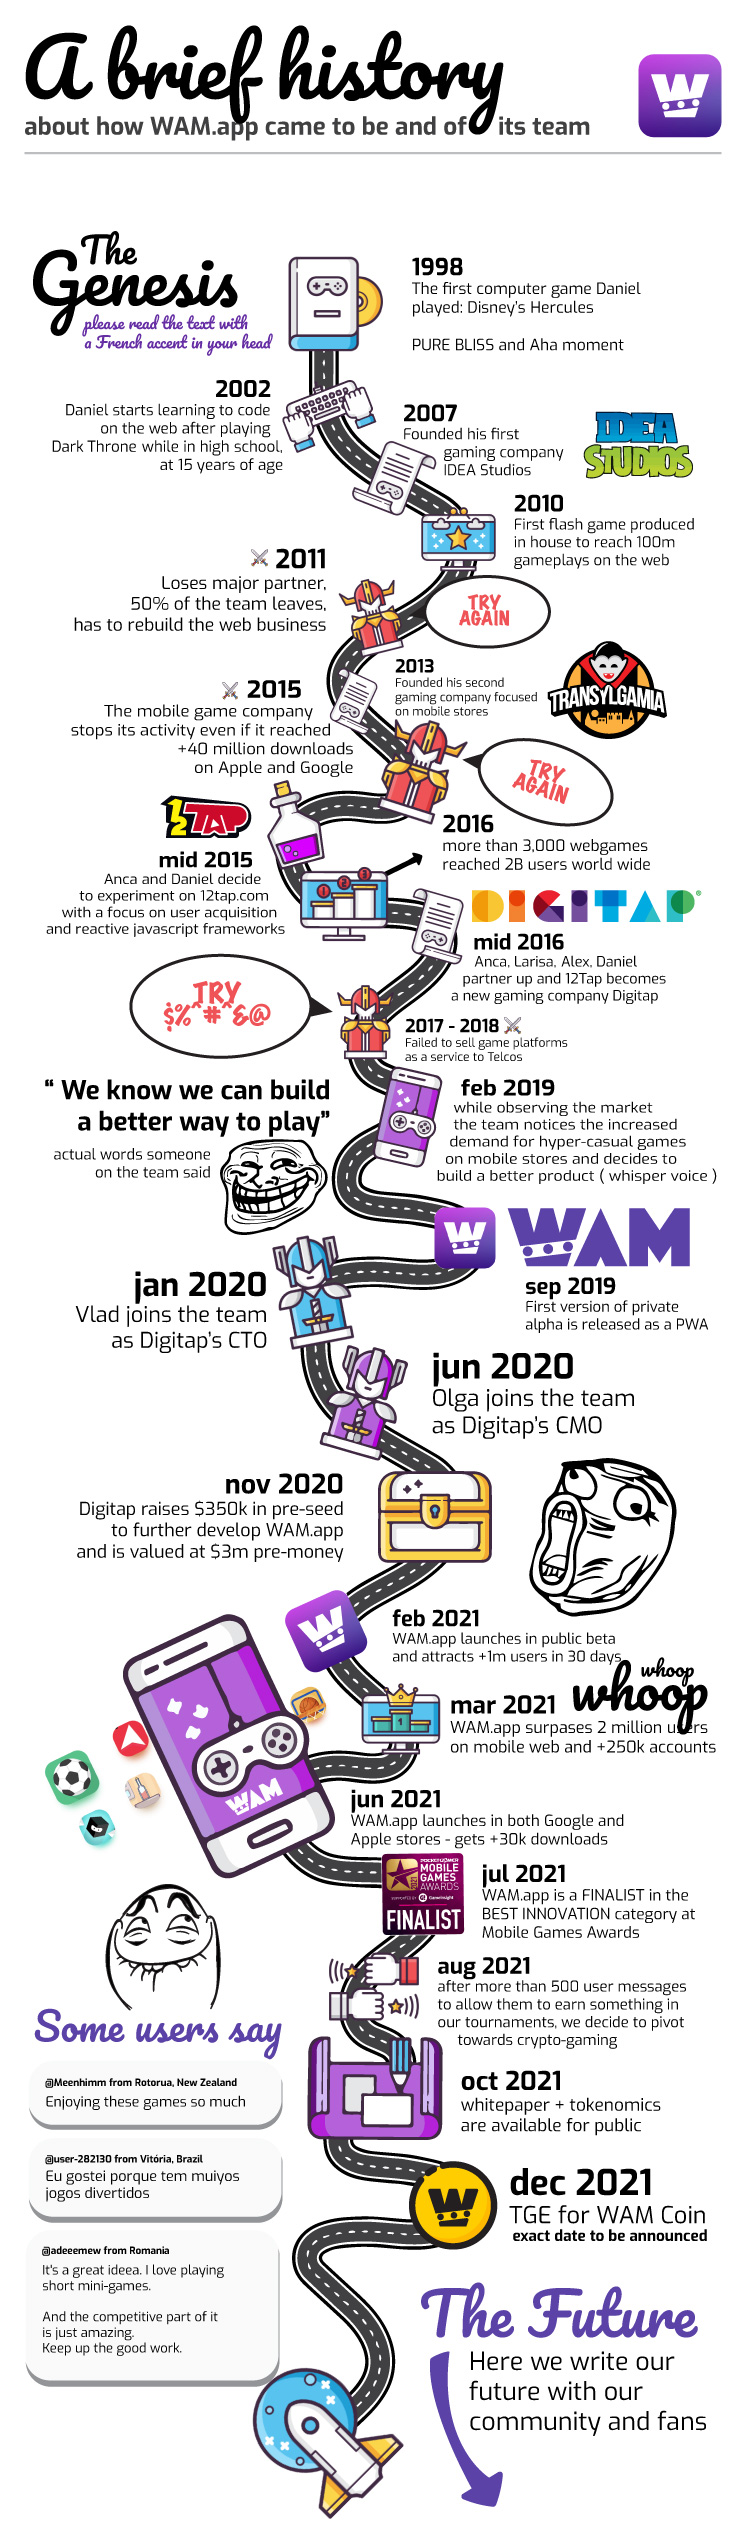 A brief history
about how WAM.app came to be and of its team
W
The
Genesis
please read the text with
a French accent in your head
1998
The first computer game Daniel
played: Disney's Hercules
PURE BLISS and Aha moment
2002
Daniel starts learning to code
on the web after playing
Dark Throne while in high school,
at 15 years of age
2007
Founded his first
gaming company
IDEA Studios
IDEA
STUDIOS
2010
First flash game produced
in house to reach 100m
gameplays on the web
2011
Loses major partner,
50% of the team leaves,
has to rebuild the web business
TRY
AGAIN
2013
Founded his second
gaming company focused
on mobile stores
TRANSYLGAMIA
2015
The mobile game company
stops its activity even if it reached
+40 million downloads
on Apple and Google
TRY
AGAIN
12TAP
mid 2015
Anca and Daniel decide
to experiment on 12tap.com
with a focus on user acquisition
and reactive javascript frameworks
2016
more than 3,000 webgames
reached 2B users world wide
2 1 3
DIGITAP®
mid 2016
Anca, Larisa, Alex, Daniel
partner up and 12Tap becomes
a new gaming company Digitap
TRY
$%^#*&@
2017 - 2018
Failed to sell game platforms
as a service to Telcos
“ We know we can build
a better way to play”
actual words someone
on the team said
feb 2019
while observing the market
the team notices the increased
demand for hyper-casual games
on mobile stores and decides to
build a better product ( whisper voice )
W WAM
sep 2019
First version of private
alpha is released as a PWA
jan 2020
Vlad joins the team
as Digitap's CTO
jun 2020
Olga joins the team
as Digitap's CMO
nov 2020
Digitap raises $350k in pre-seed
to further develop WAM.app
and is valued at $3m pre-money
W
feb 2021
WAM.app launches in public beta
and attracts +1m users in 30 days
whoop
whoop
mar 2021
WAM.app surpases 2 million users
on mobile web and +250k accounts
1
WAM
jun 2021
WAM.app launches in both Google and
Apple stores - gets +30k downloads
2021
POCKETGAMER
MOBILE
GAMES
AWARDS
SUPPORTED BY GameInsight
FINALIST
jul 2021
WAM.app is a FINALIST in the
BEST INNOVATION category at
Mobile Games Awards
aug 2021
after more than 500 user messages
to allow them to earn something in
our tournaments, we decide to pivot
towards crypto-gaming
Some users say
@Meenhimm from Rotorua, New Zealand
Enjoying these games so much
@user-282130 from Vitória, Brazil
Eu gostei porque tem muiyos
jogos divertidos
@adeeemew from Romania
It's a great ideea. I love playing
short mini-games.
And the competitive part of it
is just amazing.
Keep up the good work.
oct 2021
whitepaper + tokenomics
are available for public
W
dec 2021
TGE for WAM Coin
exact date to be announced
The Future
Here we write our
future with our
community and fans